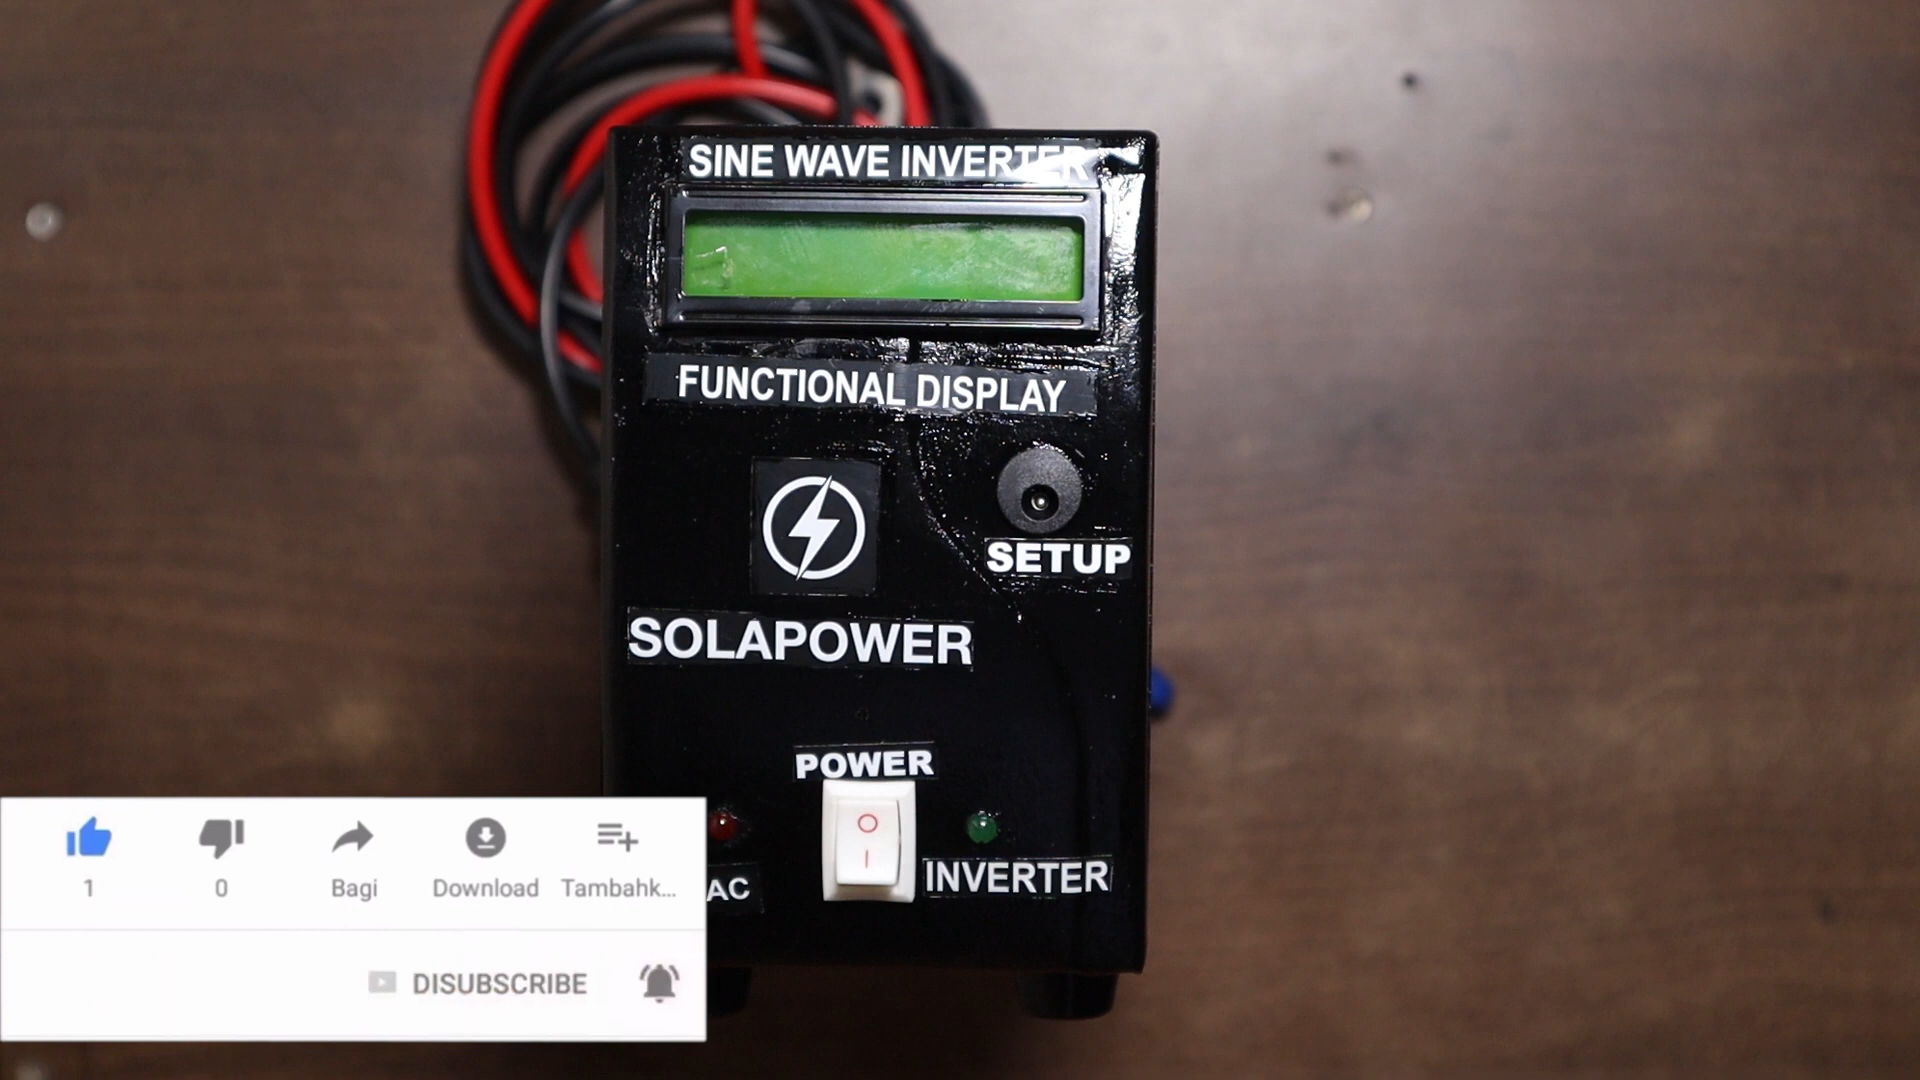 SINE WAVE INVERTER
FUNCTIONAL DISPLAY
SETUP
SOLAPOWER
POWER
AC
INVERTER
1
0
Bagi
Download
Tambahk...
DISUBSCRIBE